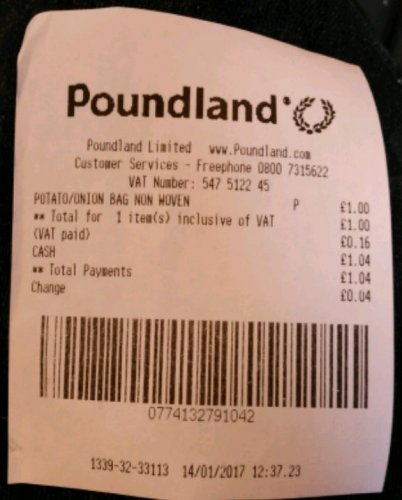 Poundland
Poundland Limited www.Poundland.com
Customer Services - Freephone 0800 7315622
VAT Number: 547 5122 45
POTATO/ONION BAG NON WOVEN P £1.00
** Total for 1 item(s) inclusive of VAT £1.00
(VAT paid) £0.16
CASH £1.04
** Total Payments £1.04
Change £0.04
0774132791042
1339-32-33113 14/01/2017 12:37.23